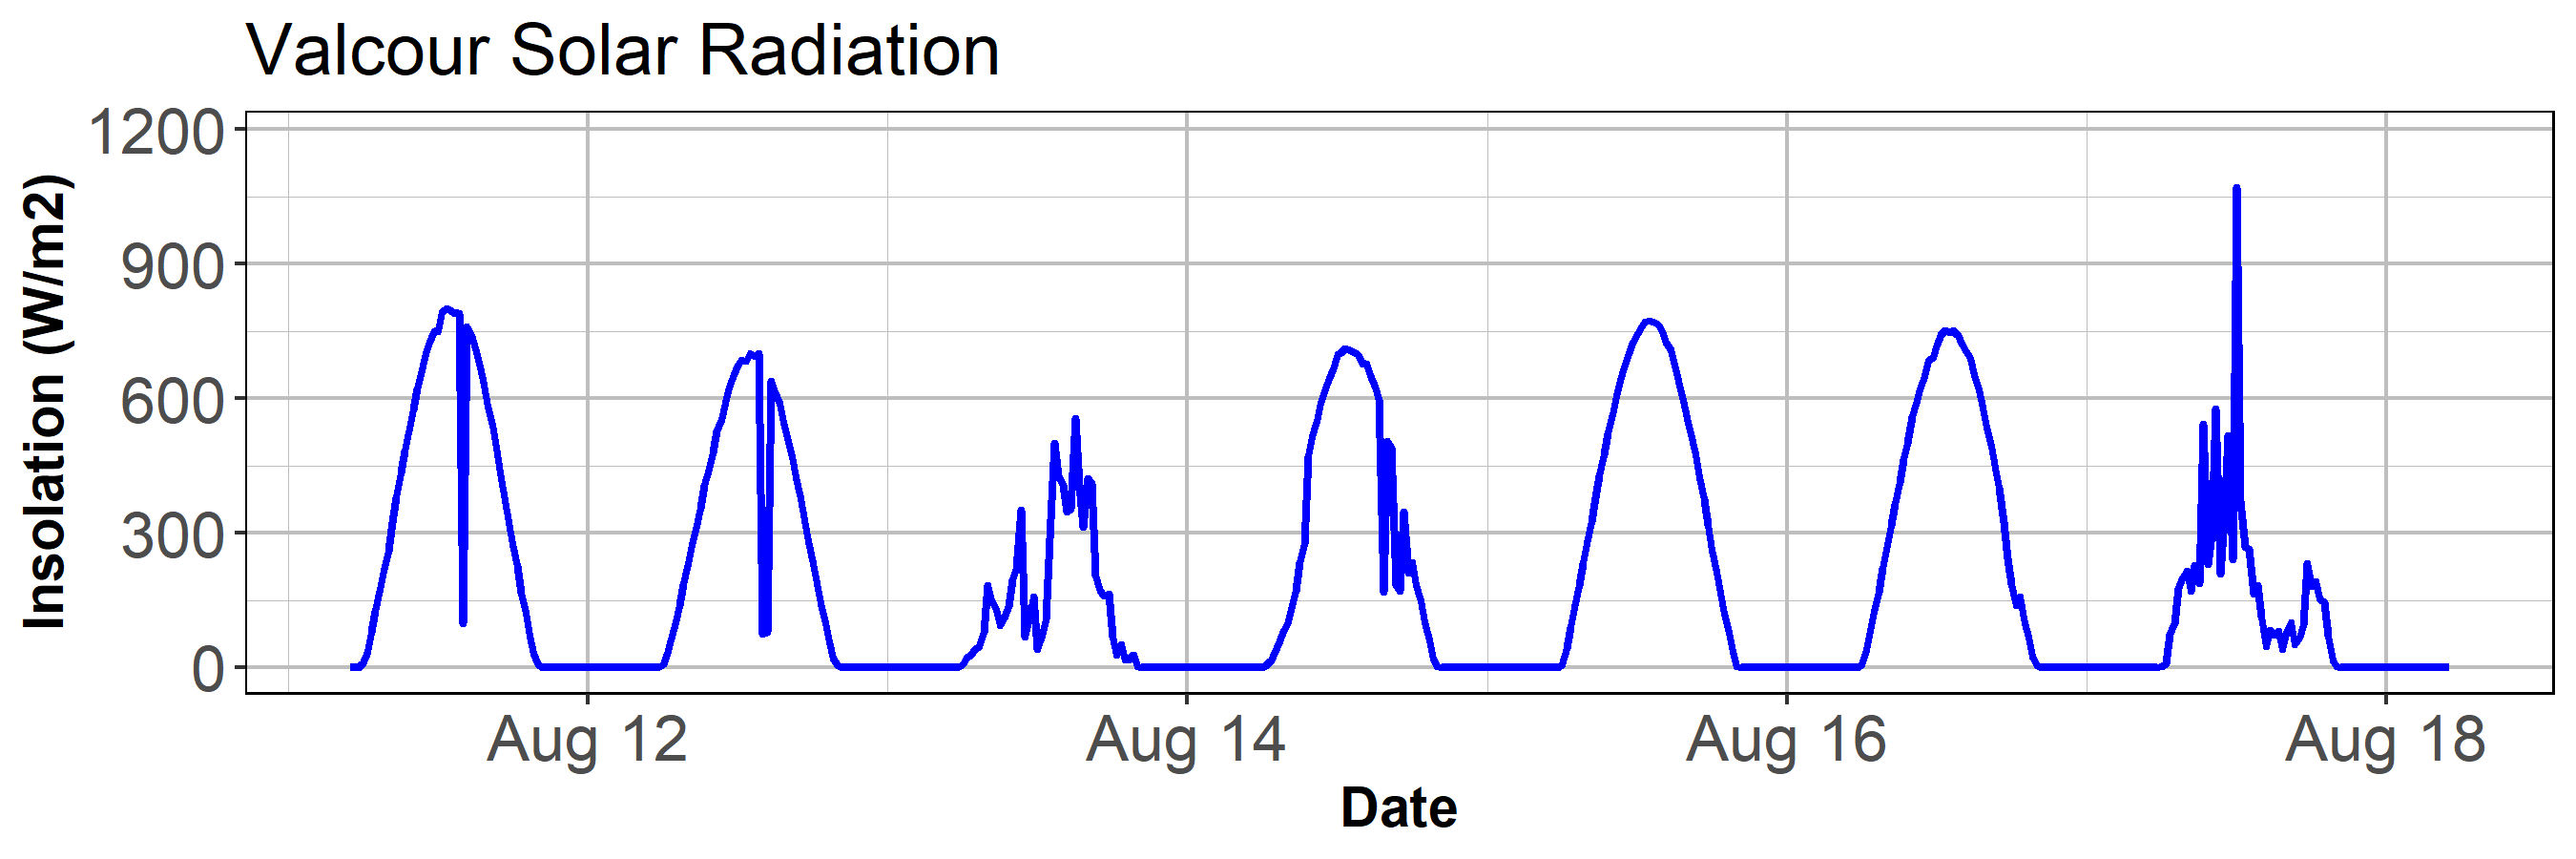 Valcour Solar Radiation
1200
900
600
300
0
Insolation (W/m2)
Aug 12
Aug 14
Aug 16
Aug 18
Date